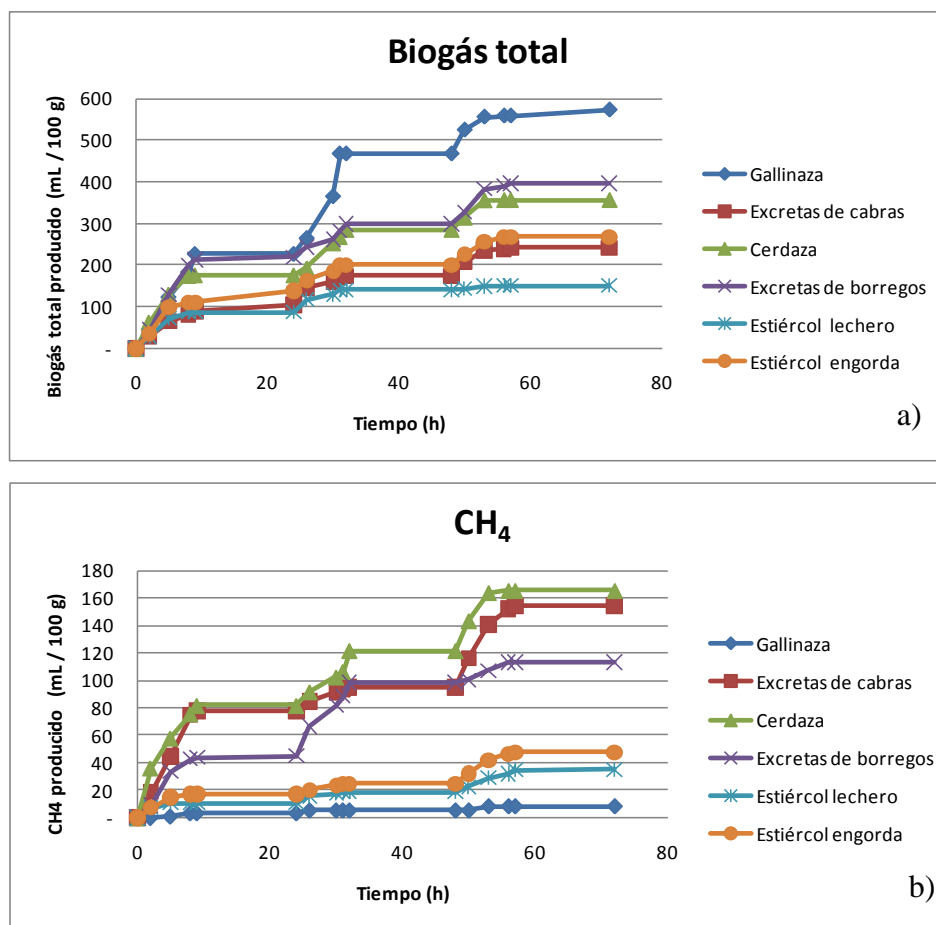 Biogás total
Biogás total producudo (mL / 100 g)
600
500
400
300
200
100
-
0
20
40
60
80
Tiempo (h)
Gallinaza
Excretas de cabras
Cerdaza
Excretas de borregos
Estiércol lechero
Estiércol engorda
a)
CH₄
CH4 producido (mL / 100 g)
180
160
140
120
100
80
60
40
20
-
0
20
40
60
80
Tiempo (h)
Gallinaza
Excretas de cabras
Cerdaza
Excretas de borregos
Estiércol lechero
Estiércol engorda
b)